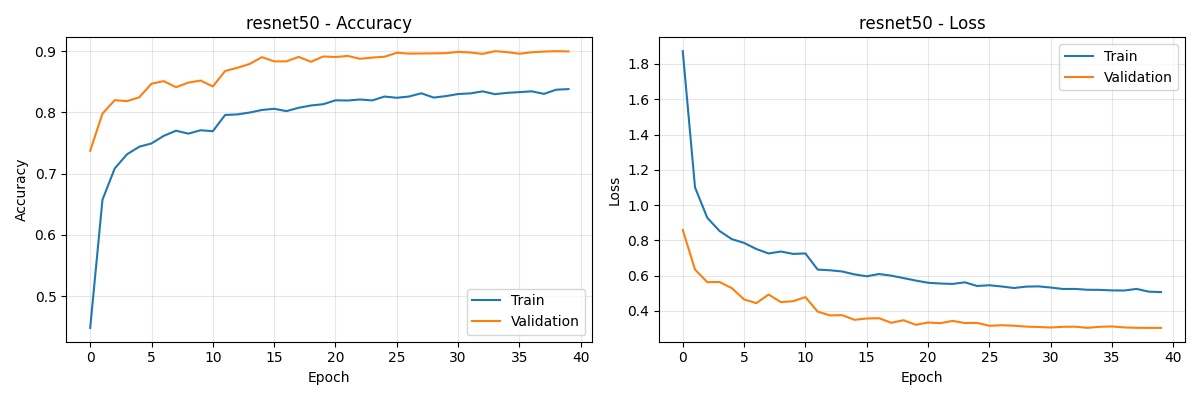 resnet50 - Accuracy
0.9
0.8
0.7
0.6
0.5
Accuracy
Train
Validation
0 5 10 15 20 25 30 35 40
Epoch
resnet50 - Loss
1.8
1.6
1.4
1.2
1.0
0.8
0.6
0.4
Loss
Train
Validation
0 5 10 15 20 25 30 35 40
Epoch